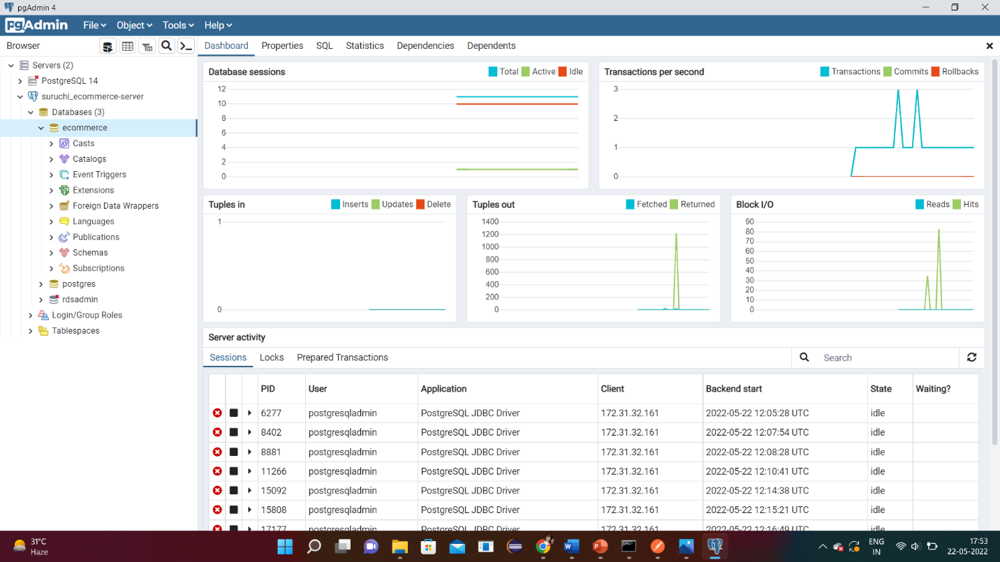 pgAdmin 4
pgAdmin File Object Tools Help
Browser Dashboard Properties SQL Statistics Dependencies Dependents
Servers (2)
PostgreSQL 14
suruchi_ecommerce-server
Databases (3)
ecommerce
Casts
Catalogs
Event Triggers
Extensions
Foreign Data Wrappers
Languages
Publications
Schemas
Subscriptions
postgres
rdsadmin
Login/Group Roles
Tablespaces
Database sessions Total Active Idle
12
10
8
6
4
2
0
Transactions per second Transactions Commits Rollbacks
3
2
1
0
Tuples in Inserts Updates Delete
1
0
Tuples out Fetched Returned
1400
1200
1000
800
600
400
200
0
Block I/O Reads Hits
90
80
70
60
50
40
30
20
10
0
Server activity
Sessions Locks Prepared Transactions Search
PID User Application Client Backend start State Waiting?
6277 postgresqladmin PostgreSQL JDBC Driver 172.31.32.161 2022-05-22 12:05:28 UTC idle
8402 postgresqladmin PostgreSQL JDBC Driver 172.31.32.161 2022-05-22 12:07:54 UTC idle
8881 postgresqladmin PostgreSQL JDBC Driver 172.31.32.161 2022-05-22 12:08:28 UTC idle
11266 postgresqladmin PostgreSQL JDBC Driver 172.31.32.161 2022-05-22 12:10:41 UTC idle
15092 postgresqladmin PostgreSQL JDBC Driver 172.31.32.161 2022-05-22 12:14:38 UTC idle
15808 postgresqladmin PostgreSQL JDBC Driver 172.31.32.161 2022-05-22 12:15:21 UTC idle
17177 postgresqladmin PostgreSQL JDBC Driver 172.31.32.161 2022-05-22 12:16:49 UTC idle
31°C
Haze
ENG
IN
17:53
22-05-2022